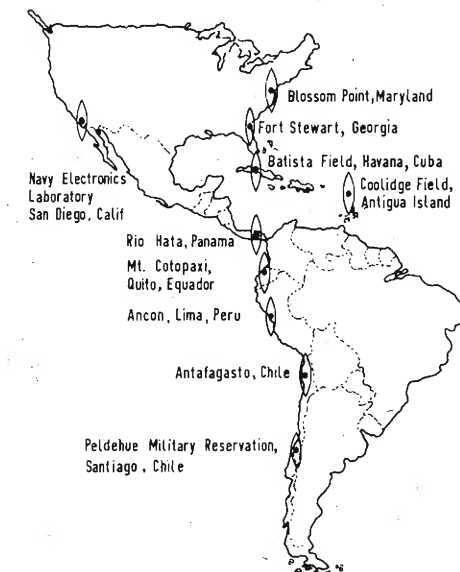 Blossom Point, Maryland
Fort Stewart, Georgia
Batista Field, Havana, Cuba
Coolidge Field,
Antigua Island
Navy Electronics
Laboratory
San Diego, Calif
Rio Hata, Panama
Mt. Cotopaxi,
Quito, Equador
Ancon, Lima, Peru
Antafagasto, Chile
Peldehue Military Reservation,
Santiago, Chile